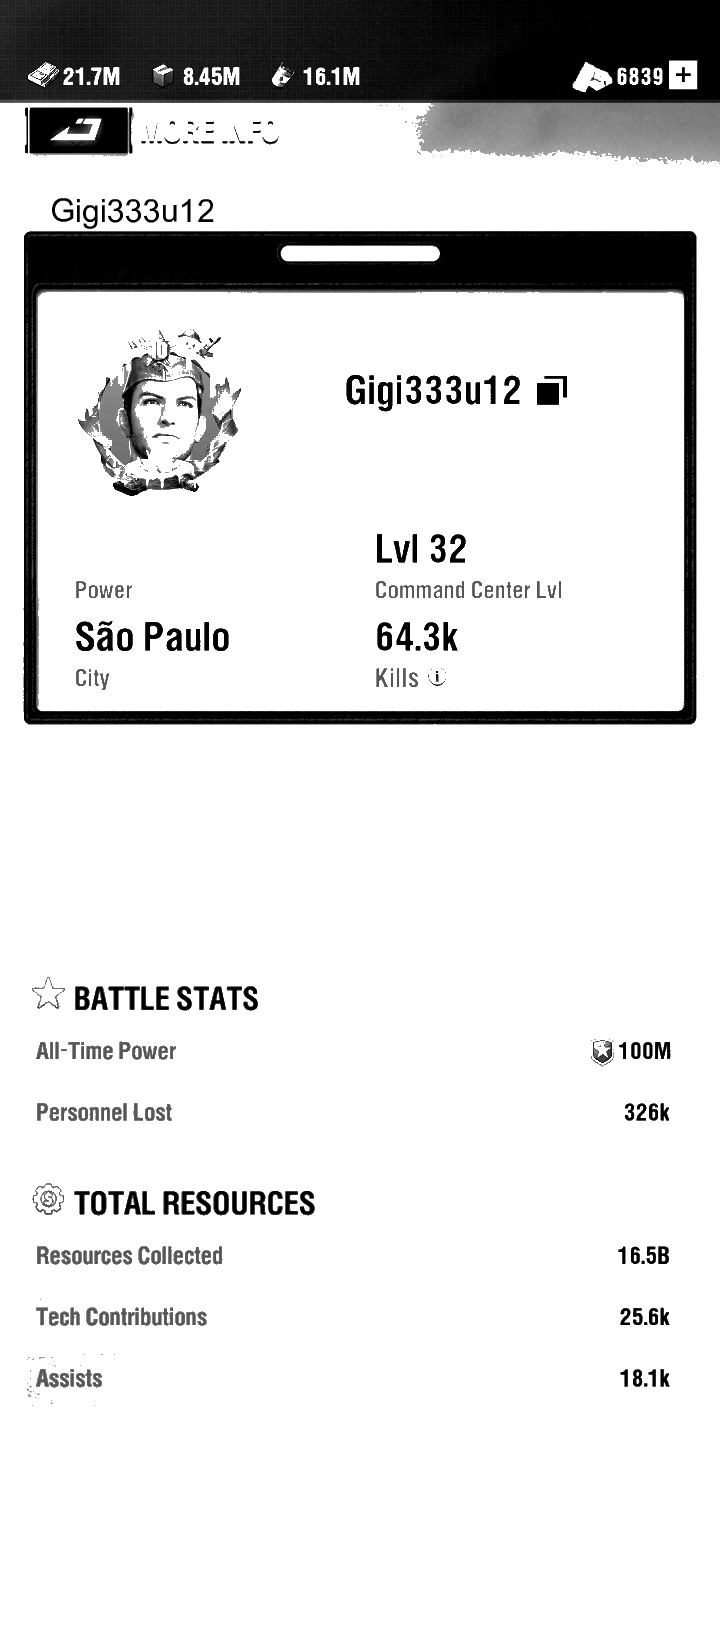 21.7M 8.45M 16.1M 6839 +
MORE INFO
Gigi333u12
Gigi333u12
Lvl 32
Power Command Center Lvl
São Paulo 64.3k
City Kills
BATTLE STATS
All-Time Power 100M
Personnel Lost 326k
TOTAL RESOURCES
Resources Collected 16.5B
Tech Contributions 25.6k
Assists 18.1k